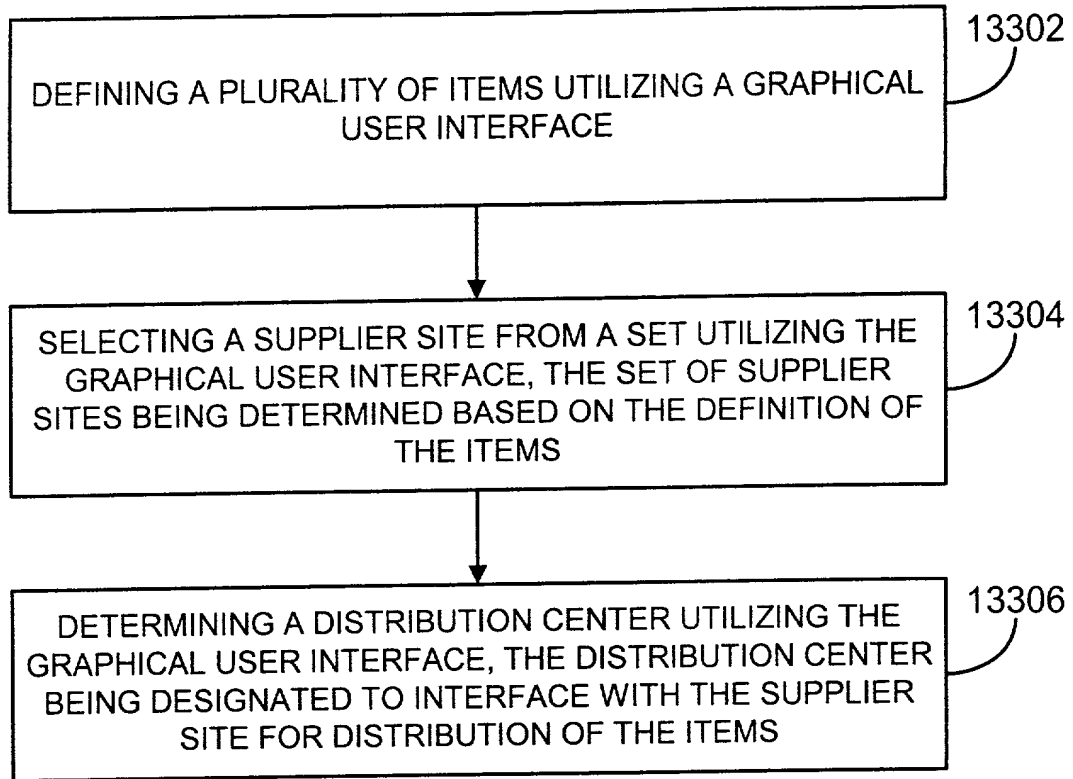 13302
DEFINING A PLURALITY OF ITEMS UTILIZING A GRAPHICAL
USER INTERFACE
13304
SELECTING A SUPPLIER SITE FROM A SET UTILIZING THE
GRAPHICAL USER INTERFACE, THE SET OF SUPPLIER
SITES BEING DETERMINED BASED ON THE DEFINITION OF
THE ITEMS
13306
DETERMINING A DISTRIBUTION CENTER UTILIZING THE
GRAPHICAL USER INTERFACE, THE DISTRIBUTION CENTER
BEING DESIGNATED TO INTERFACE WITH THE SUPPLIER
SITE FOR DISTRIBUTION OF THE ITEMS